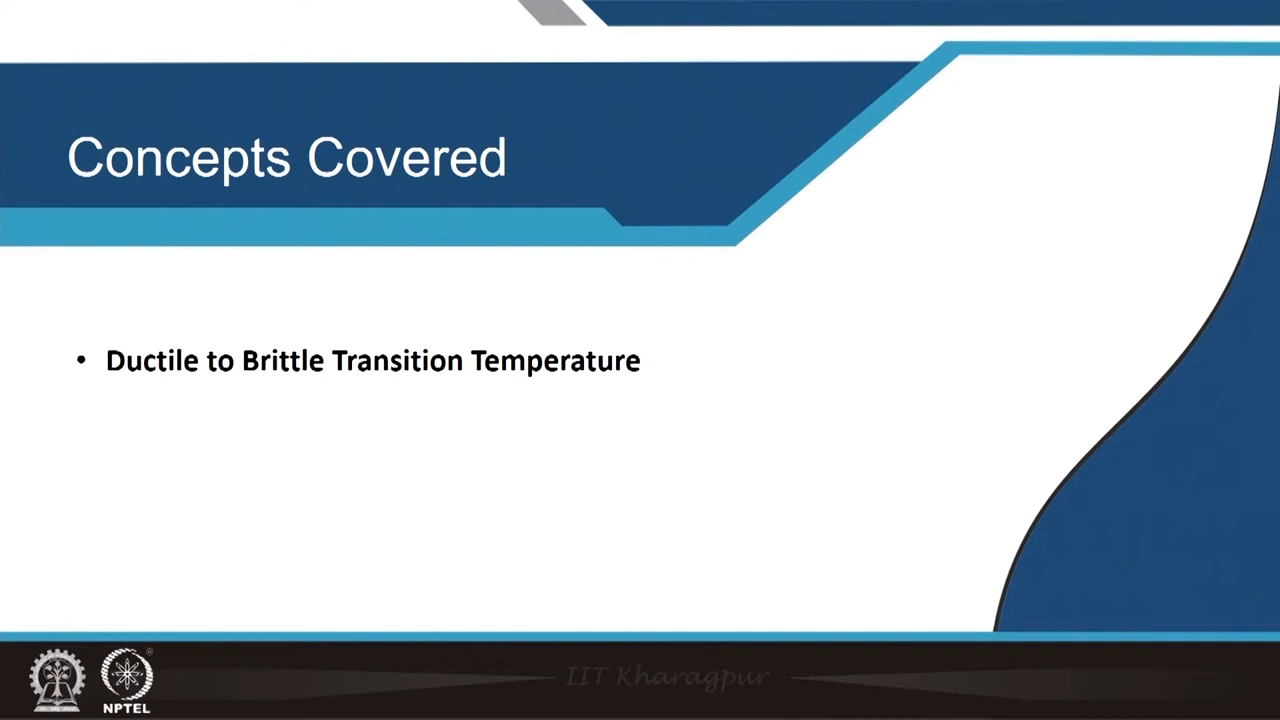 Concepts Covered
• Ductile to Brittle Transition Temperature
®
NPTEL
IIT Kharagpur